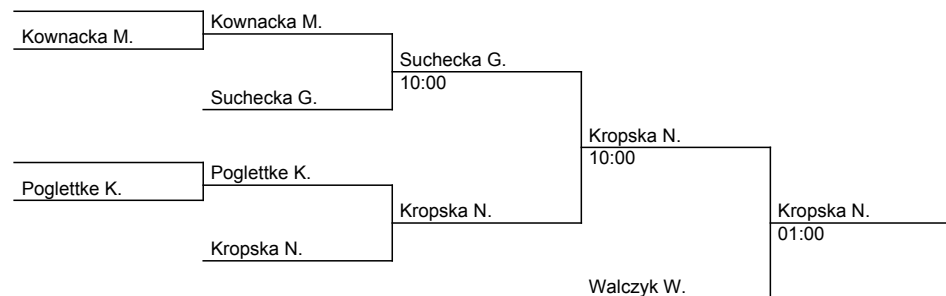 Kownacka M.
Kownacka M.
Suchecka G.
10:00
Suchecka G.
Kropska N.
10:00
Poglettke K.
Poglettke K.
Kropska N.
Kropska N.
01:00
Kropska N.
Walczyk W.